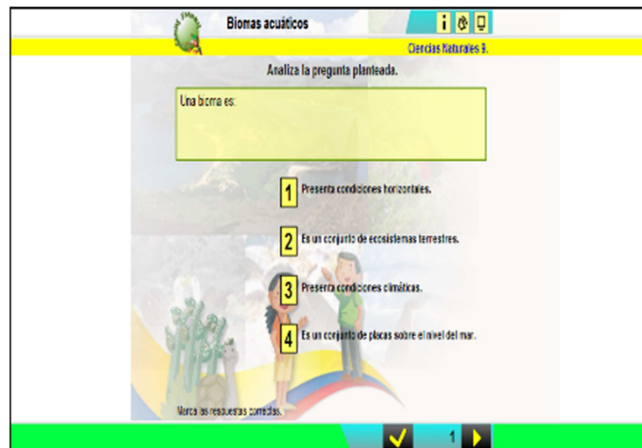 Biomas acuáticos
Ciencias Naturales 9.
Analiza la pregunta planteada.
Una bioma es:
1 Presenta condiciones horizontales.
2 Es un conjunto de ecosistemas terrestres.
3 Presenta condiciones climáticas.
4 Es un conjunto de placas sobre el nivel del mar.
Marca las respuestas correctas.
1